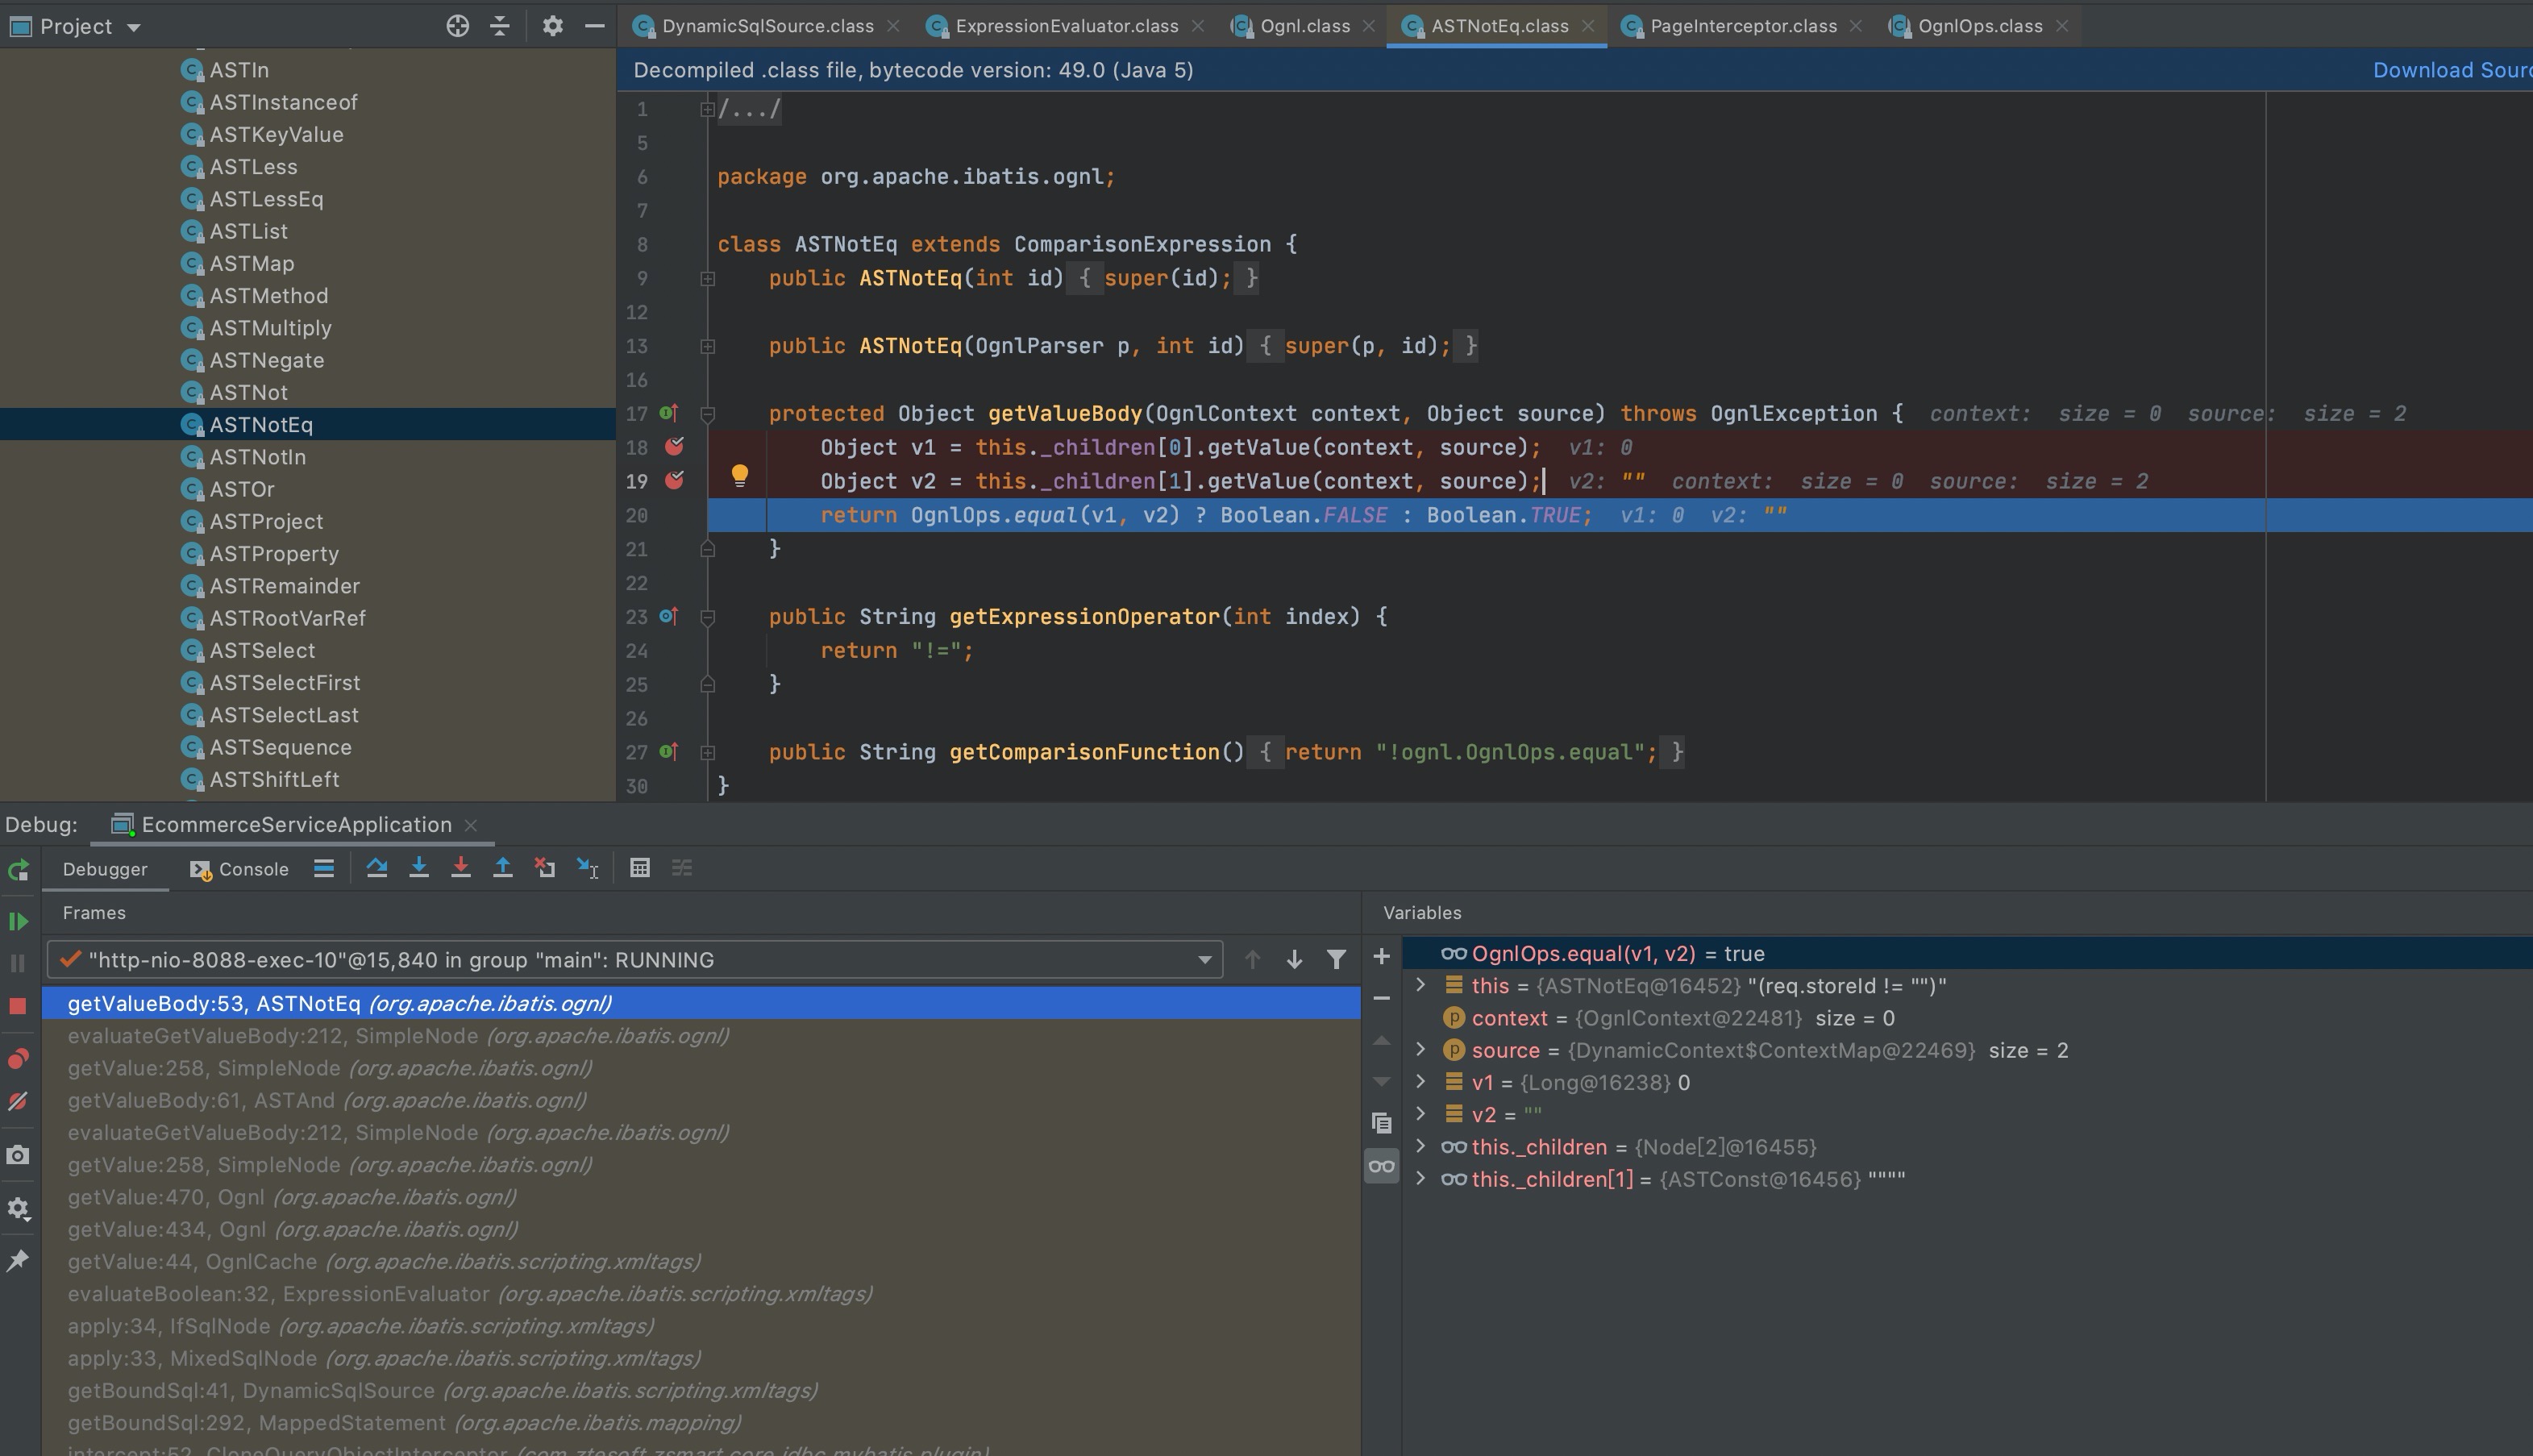 Project
DynamicSqlSource.class
ExpressionEvaluator.class
Ognl.class
ASTNotEq.class
PageInterceptor.class
OgnlOps.class
ASTIn
ASTInstanceof
ASTKeyValue
ASTLess
ASTLessEq
ASTList
ASTMap
ASTMethod
ASTMultiply
ASTNegate
ASTNot
ASTNotEq
ASTNotIn
ASTOr
ASTProject
ASTProperty
ASTRemainder
ASTRootVarRef
ASTSelect
ASTSelectFirst
ASTSelectLast
ASTSequence
ASTShiftLeft
Decompiled .class file, bytecode version: 49.0 (Java 5)
Download Sour
1 /.../
5
6 package org.apache.ibatis.ognl;
7
8 class ASTNotEq extends ComparisonExpression {
9 public ASTNotEq(int id) { super(id); }
12
13 public ASTNotEq(OgnlParser p, int id) { super(p, id); }
16
17 protected Object getValueBody(OgnlContext context, Object source) throws OgnlException { context: size = 0 source: size = 2
18 Object v1 = this._children[0].getValue(context, source); v1: 0
19 Object v2 = this._children[1].getValue(context, source); v2: "" context: size = 0 source: size = 2
20 return OgnlOps.equal(v1, v2) ? Boolean.FALSE : Boolean.TRUE; v1: 0 v2: ""
21 }
22
23 public String getExpressionOperator(int index) {
24 return "!=";
25 }
26
27 public String getComparisonFunction() { return "!ognl.OgnlOps.equal"; }
30 }
Debug: EcommerceServiceApplication
Debugger Console
Frames
"http-nio-8088-exec-10"@15,840 in group "main": RUNNING
getValueBody:53, ASTNotEq (org.apache.ibatis.ognl)
evaluateGetValueBody:212, SimpleNode (org.apache.ibatis.ognl)
getValue:258, SimpleNode (org.apache.ibatis.ognl)
getValueBody:61, ASTAnd (org.apache.ibatis.ognl)
evaluateGetValueBody:212, SimpleNode (org.apache.ibatis.ognl)
getValue:258, SimpleNode (org.apache.ibatis.ognl)
getValue:470, Ognl (org.apache.ibatis.ognl)
getValue:434, Ognl (org.apache.ibatis.ognl)
getValue:44, OgnlCache (org.apache.ibatis.scripting.xmltags)
evaluateBoolean:32, ExpressionEvaluator (org.apache.ibatis.scripting.xmltags)
apply:34, IfSqlNode (org.apache.ibatis.scripting.xmltags)
apply:33, MixedSqlNode (org.apache.ibatis.scripting.xmltags)
getBoundSql:41, DynamicSqlSource (org.apache.ibatis.scripting.xmltags)
getBoundSql:292, MappedStatement (org.apache.ibatis.mapping)
intercept:52, CloneQueryObjectInterceptor (com.ztesoft.zsmart.core.jdbc.mybatis.plugin)
Variables
OgnlOps.equal(v1, v2) = true
this = {ASTNotEq@16452} "(req.storeId != "")"
context = {OgnlContext@22481} size = 0
source = {DynamicContext$ContextMap@22469} size = 2
v1 = {Long@16238} 0
v2 = ""
this._children = {Node[2]@16455}
this._children[1] = {ASTConst@16456} """"